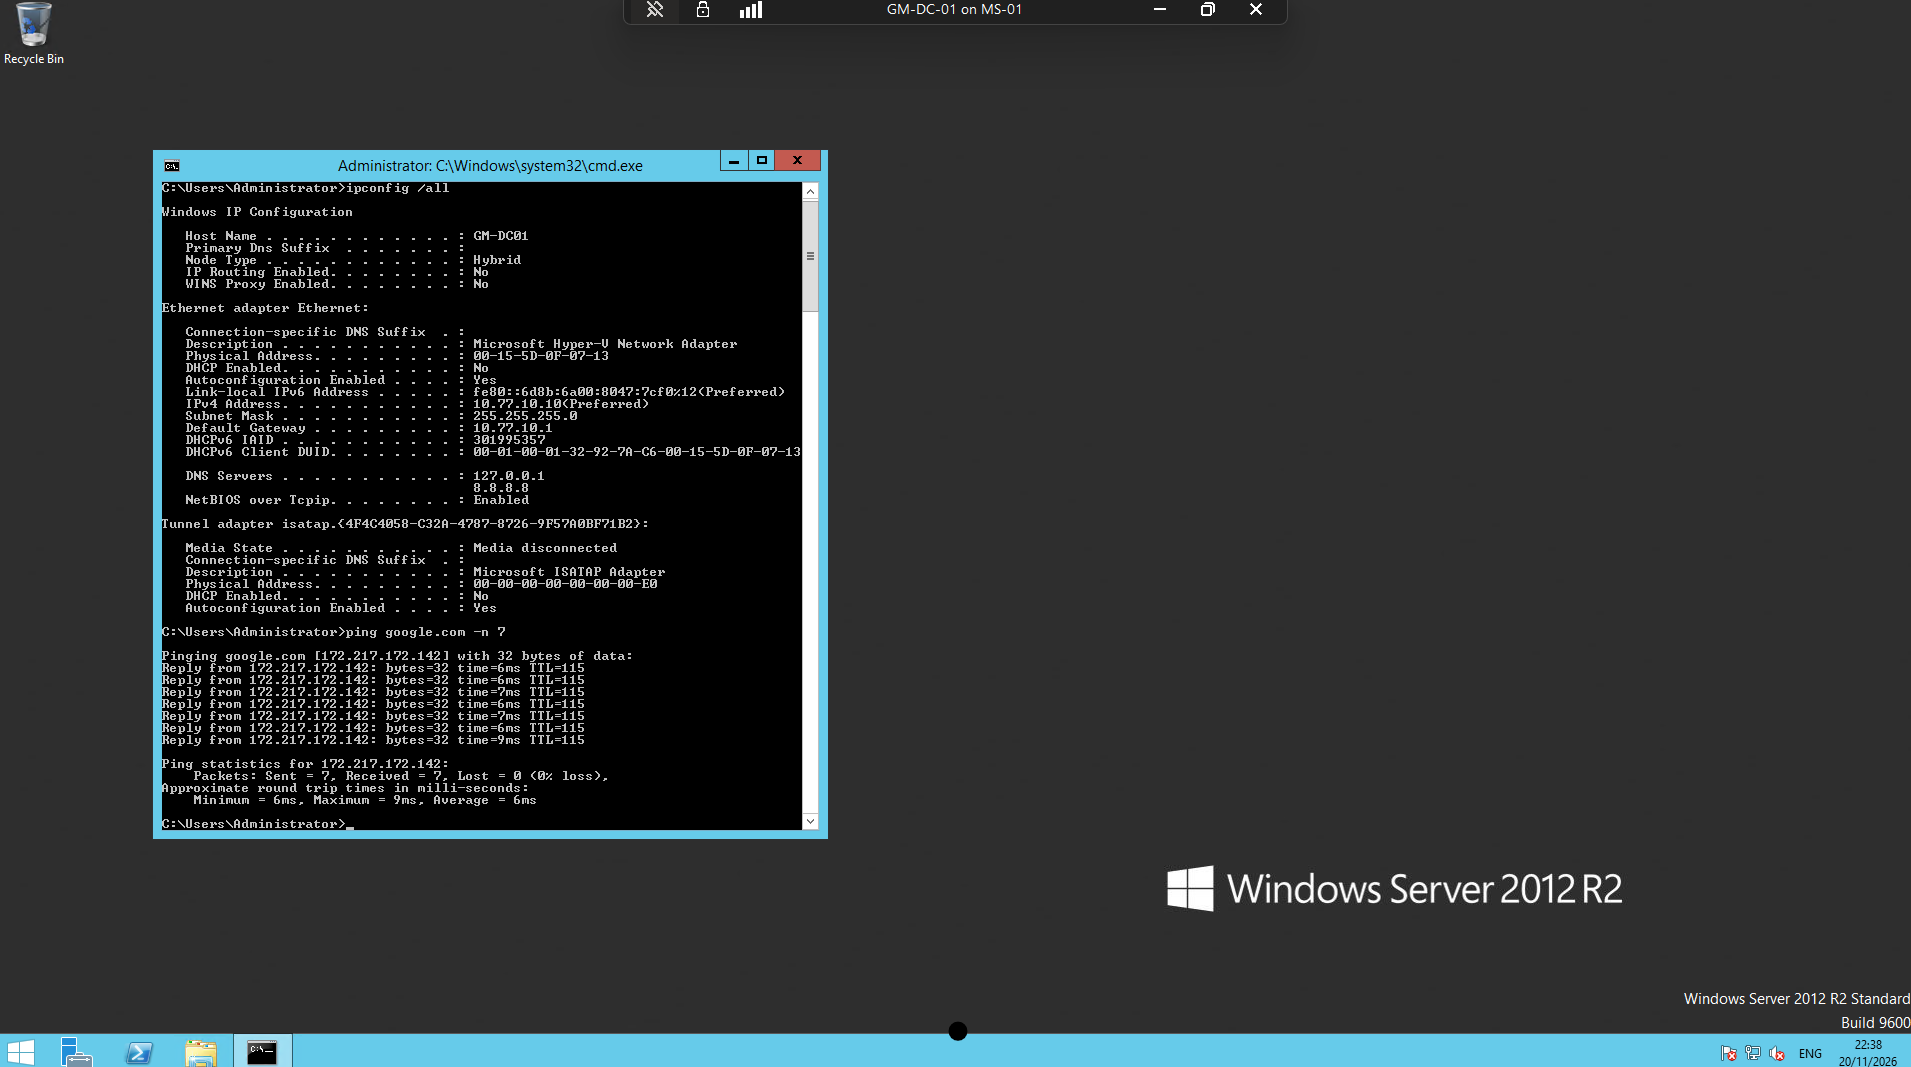 GM-DC-01 on MS-01
Recycle Bin
Administrator: C:\Windows\system32\cmd.exe
C:\Users\Administrator>ipconfig /all
Windows IP Configuration
Host Name . . . . . . . . . . . . : GM-DC01
Primary Dns Suffix  . . . . . . . :
Node Type . . . . . . . . . . . . : Hybrid
IP Routing Enabled. . . . . . . . : No
WINS Proxy Enabled. . . . . . . . : No
Ethernet adapter Ethernet:
Connection-specific DNS Suffix  . :
Description . . . . . . . . . . . : Microsoft Hyper-V Network Adapter
Physical Address. . . . . . . . . : 00-15-5D-0F-07-13
DHCP Enabled. . . . . . . . . . . : No
Autoconfiguration Enabled . . . . : Yes
Link-local IPv6 Address . . . . . : fe80::6d8b:6a00:8047:7cf0%12(Preferred)
IPv4 Address. . . . . . . . . . . : 10.77.10.10(Preferred)
Subnet Mask . . . . . . . . . . . : 255.255.255.0
Default Gateway . . . . . . . . . : 10.77.10.1
DHCPv6 IAID . . . . . . . . . . . : 301995357
DHCPv6 Client DUID. . . . . . . . : 00-01-00-01-32-92-7A-C6-00-15-5D-0F-07-13
DNS Servers . . . . . . . . . . . : 127.0.0.1
8.8.8.8
NetBIOS over Tcpip. . . . . . . . : Enabled
Tunnel adapter isatap.{4F4C4058-C32A-4787-8726-9F57A0BF71B2}:
Media State . . . . . . . . . . . : Media disconnected
Connection-specific DNS Suffix  . :
Description . . . . . . . . . . . : Microsoft ISATAP Adapter
Physical Address. . . . . . . . . : 00-00-00-00-00-00-00-E0
DHCP Enabled. . . . . . . . . . . : No
Autoconfiguration Enabled . . . . : Yes
C:\Users\Administrator>ping google.com -n 7
Pinging google.com [172.217.172.142] with 32 bytes of data:
Reply from 172.217.172.142: bytes=32 time=6ms TTL=115
Reply from 172.217.172.142: bytes=32 time=6ms TTL=115
Reply from 172.217.172.142: bytes=32 time=7ms TTL=115
Reply from 172.217.172.142: bytes=32 time=6ms TTL=115
Reply from 172.217.172.142: bytes=32 time=7ms TTL=115
Reply from 172.217.172.142: bytes=32 time=6ms TTL=115
Reply from 172.217.172.142: bytes=32 time=9ms TTL=115
Ping statistics for 172.217.172.142:
Packets: Sent = 7, Received = 7, Lost = 0 (0% loss),
Approximate round trip times in milli-seconds:
Minimum = 6ms, Maximum = 9ms, Average = 6ms
C:\Users\Administrator>_
Windows Server 2012 R2
Windows Server 2012 R2 Standard
Build 9600
ENG
22:38
20/11/2026